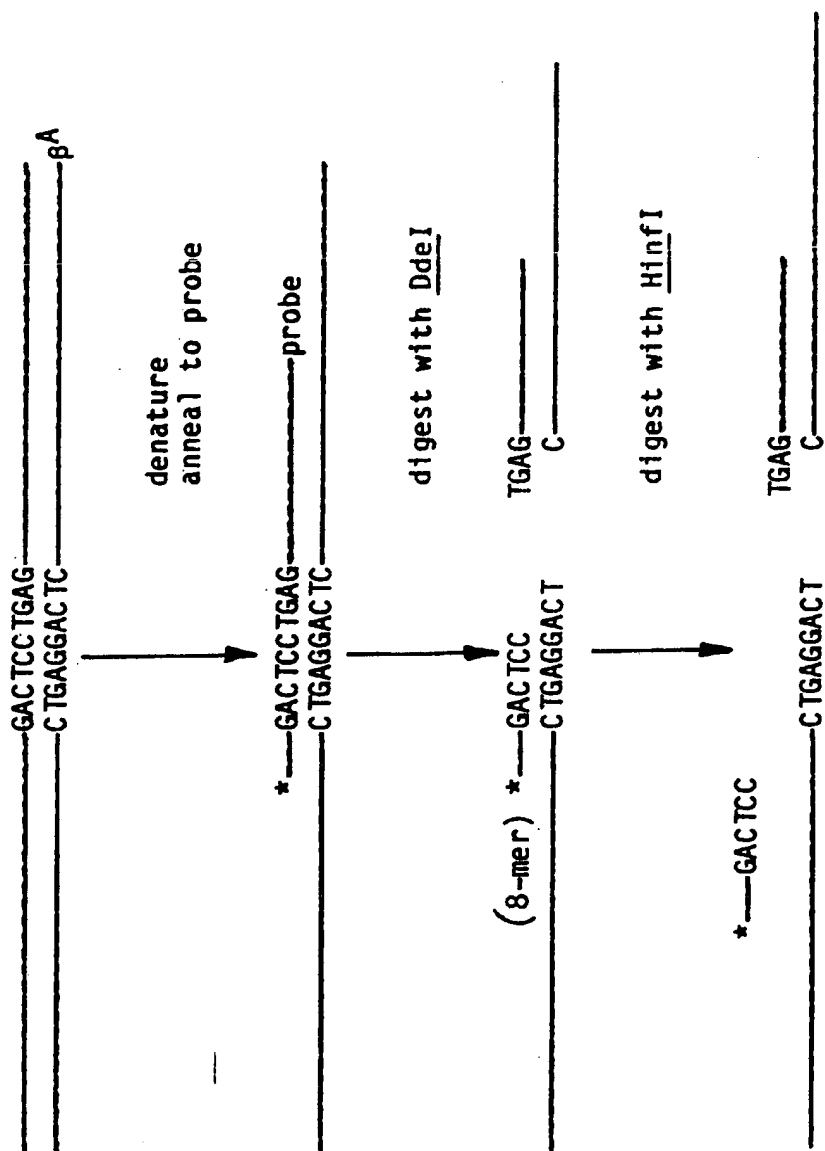 GACTCCTGAG
CTGAGGACTC βA
denature
anneal to probe
*—GACTCCTGAG—probe
CTGAGGACTC
digest with DdeI
(8-mer) *—GACTCC TGAG
CTGAGGACT C
digest with HinfI
*—GACTCC TGAG
CTGAGGACT C